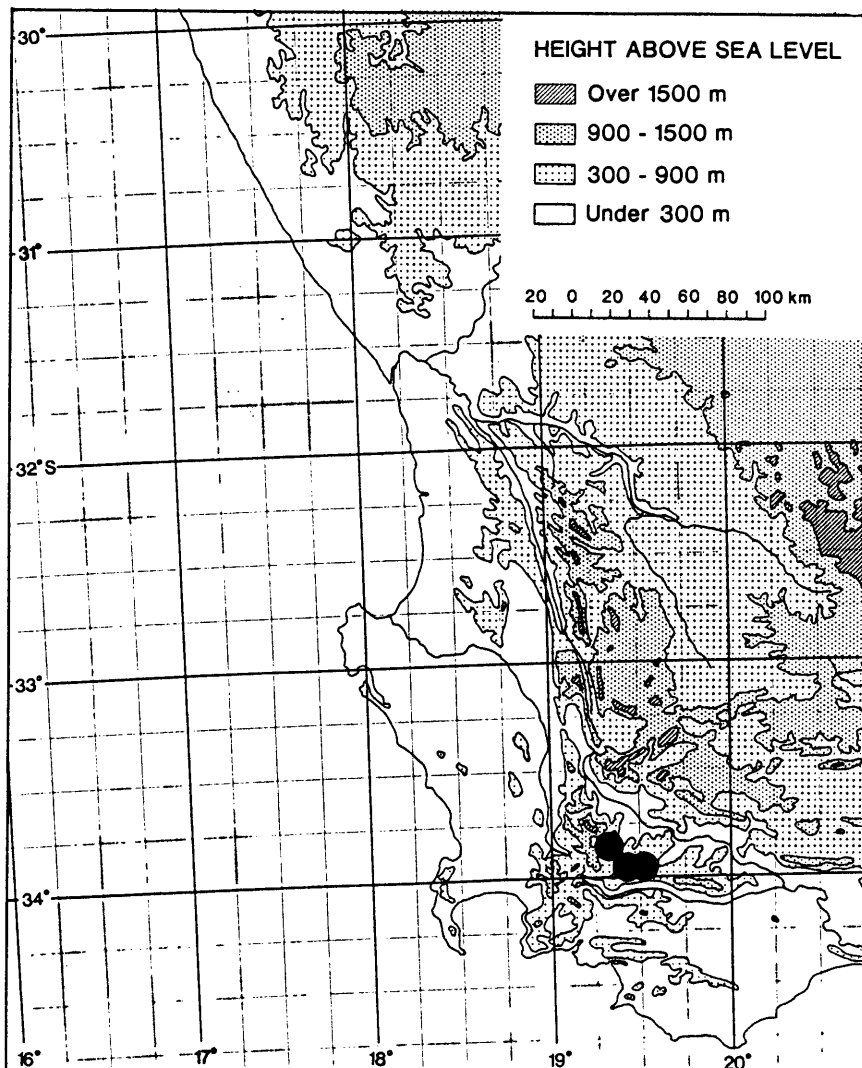 30°
HEIGHT ABOVE SEA LEVEL
Over 1500 m
900 - 1500 m
300 - 900 m
Under 300 m
31°
20 0 20 40 60 80 100 km
32°S
33°
34°
16° 17° 18° 19° 20°